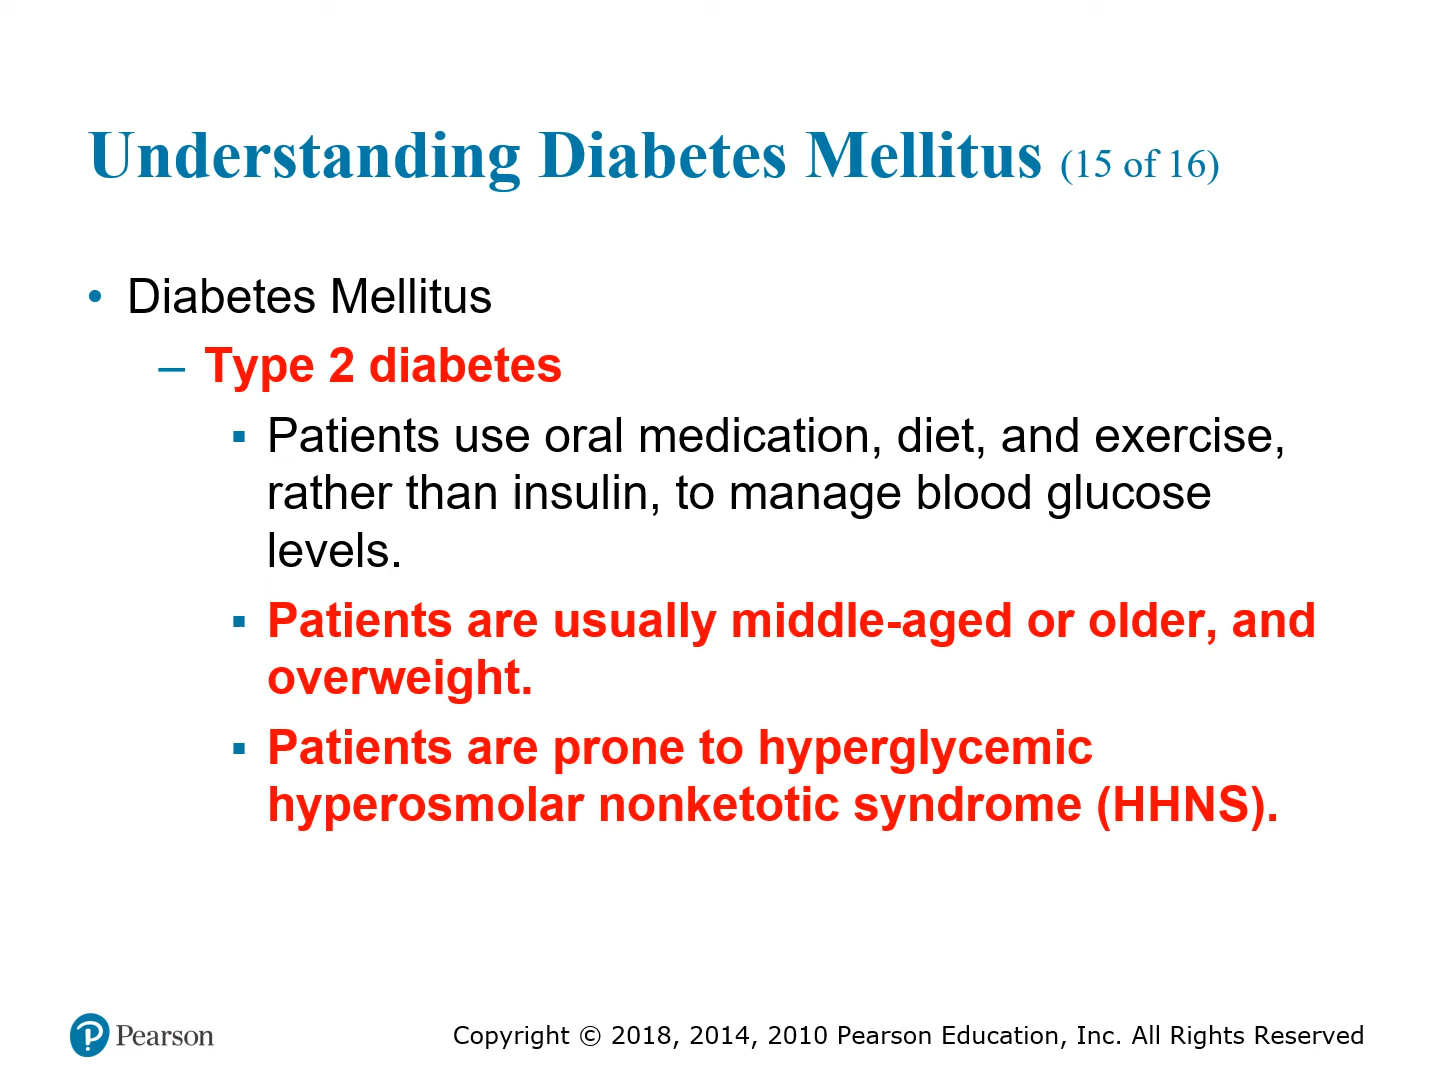 Understanding Diabetes Mellitus (15 of 16)
• Diabetes Mellitus
– Type 2 diabetes
▪ Patients use oral medication, diet, and exercise,
rather than insulin, to manage blood glucose
levels.
▪ Patients are usually middle-aged or older, and
overweight.
▪ Patients are prone to hyperglycemic
hyperosmolar nonketotic syndrome (HHNS).
Pearson
Copyright © 2018, 2014, 2010 Pearson Education, Inc. All Rights Reserved